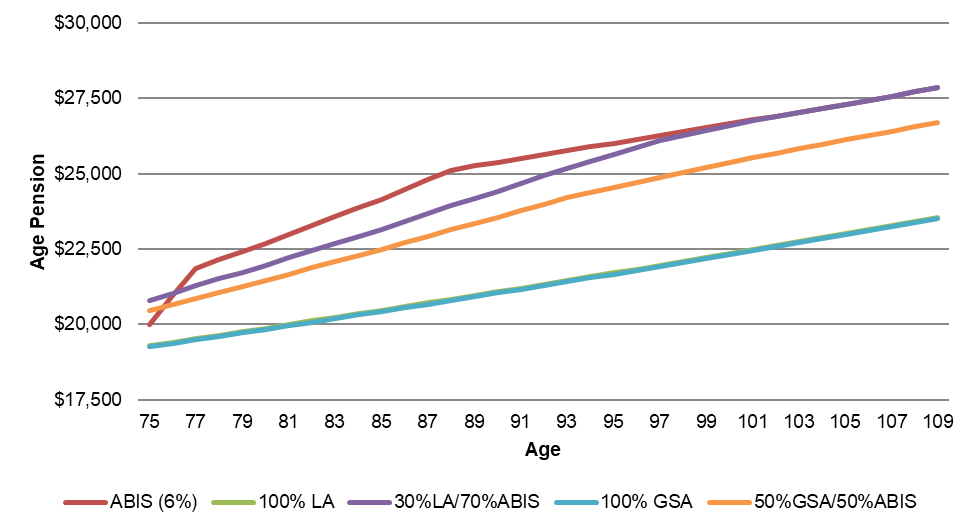 $30,000
$27,500
$25,000
$22,500
$20,000
$17,500
Age Pension
75 77 79 81 83 85 87 89 91 93 95 97 99 101 103 105 107 109
Age
ABIS (6%) 100% LA 30%LA/70%ABIS 100% GSA 50%GSA/50%ABIS